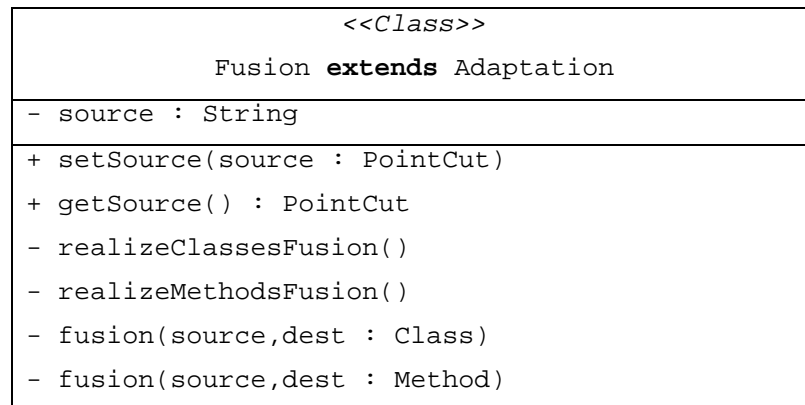 <<Class>>
Fusion extends Adaptation
- source : String
+ setSource(source : PointCut)
+ getSource() : PointCut
- realizeClassesFusion()
- realizeMethodsFusion()
- fusion(source,dest : Class)
- fusion(source,dest : Method)